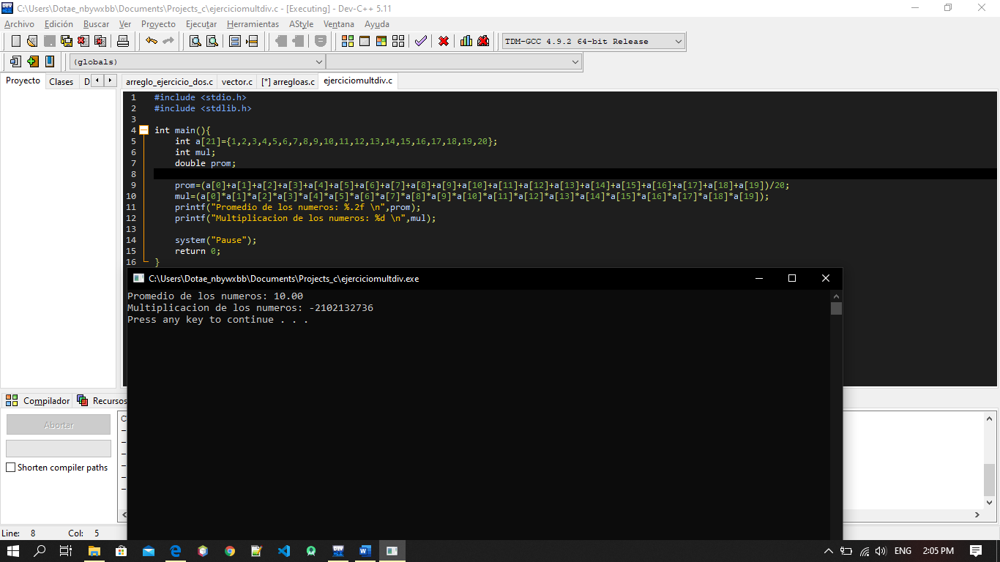 C:\Users\Dotae_nbywxbb\Documents\Projects_c\ejerciciomultdiv.c - [Executing] - Dev-C++ 5.11
Archivo Edición Buscar Ver Proyecto Ejecutar Herramientas AStyle Ventana Ayuda
TDM-GCC 4.9.2 64-bit Release
(globals)
Proyecto Clases D
arreglo_ejercicio_dos.c vector.c [*] arregloas.c ejerciciomultdiv.c
1 #include <stdio.h>
2 #include <stdlib.h>
3
4 int main(){
5 int a[21]={1,2,3,4,5,6,7,8,9,10,11,12,13,14,15,16,17,18,19,20};
6 int mul;
7 double prom;
8
9 prom=(a[0]+a[1]+a[2]+a[3]+a[4]+a[5]+a[6]+a[7]+a[8]+a[9]+a[10]+a[11]+a[12]+a[13]+a[14]+a[15]+a[16]+a[17]+a[18]+a[19])/20;
10 mul=(a[0]*a[1]*a[2]*a[3]*a[4]*a[5]*a[6]*a[7]*a[8]*a[9]*a[10]*a[11]*a[12]*a[13]*a[14]*a[15]*a[16]*a[17]*a[18]*a[19]);
11 printf("Promedio de los numeros: %.2f \n",prom);
12 printf("Multiplicacion de los numeros: %d \n",mul);
13
14 system("Pause");
15 return 0;
16 }
C:\Users\Dotae_nbywxbb\Documents\Projects_c\ejerciciomultdiv.exe
Promedio de los numeros: 10.00
Multiplicacion de los numeros: -2102132736
Press any key to continue . . .
Compilador Recursos
Abortar
Shorten compiler paths
C
Line: 8 Col: 5
ENG 2:05 PM